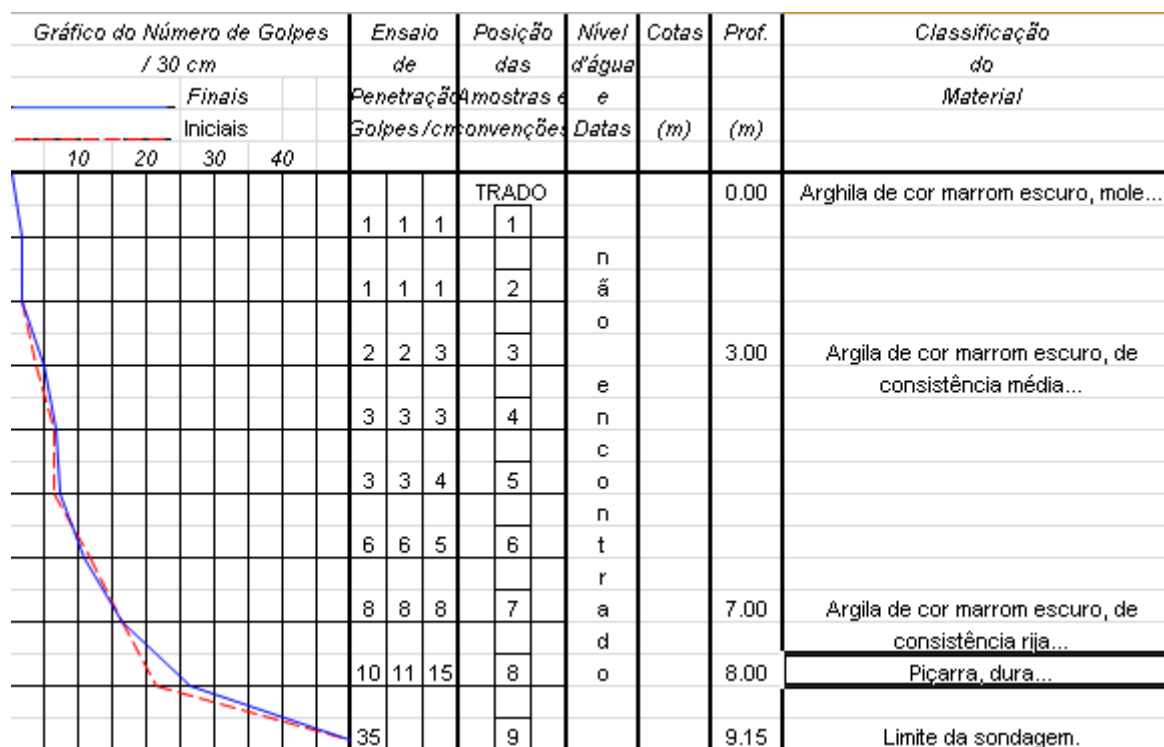 Gráfico do Número de Golpes Ensaio Posição Nível Cotas Prof. Classificação
/ 30 cm de das d'água do
Finais Penetração Amostras e e Material
Iniciais Golpes /cm convenções Datas (m) (m)
10 20 30 40
TRADO 0.00 Arghila de cor marrom escuro, mole...
1 1 1 1
n
1 1 1 2 ã
o
2 2 3 3 3.00 Argila de cor marrom escuro, de
e consistência média...
3 3 3 4 n
c
3 3 4 5 o
n
6 6 5 6 t
r
8 8 8 7 a 7.00 Argila de cor marrom escuro, de
d consistência rija...
10 11 15 8 o 8.00 Piçarra, dura...
35 9 9.15 Limite da sondagem.